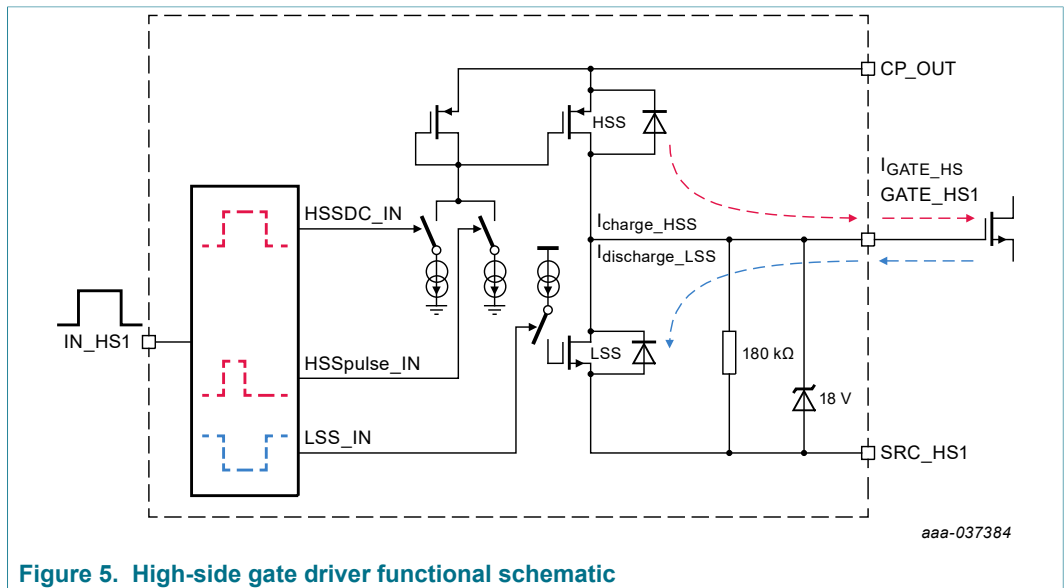 CP_OUT
HSS
I_GATE_HS
GATE_HS1
HSSDC_IN
I_charge_HSS
I_discharge_LSS
IN_HS1
HSSpulse_IN
LSS
180 kΩ
18 V
LSS_IN
SRC_HS1
aaa-037384
Figure 5. High-side gate driver functional schematic